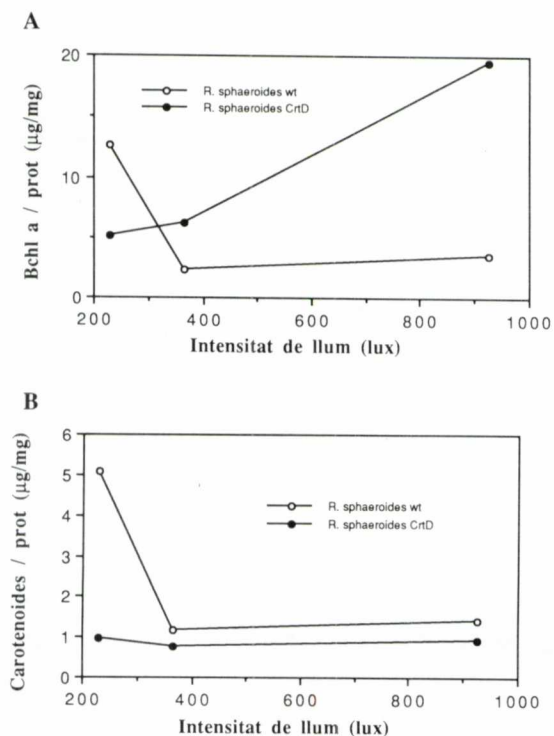 A
Bchl a / prot (µg/mg)
20
10
0
R. sphaeroides wt
R. sphaeroides CrtD
200 400 600 800 1000
Intensitat de llum (lux)
B
Carotenoides / prot (µg/mg)
6
5
4
3
2
1
0
R. sphaeroides wt
R. sphaeroides CrtD
200 400 600 800 1000
Intensitat de llum (lux)